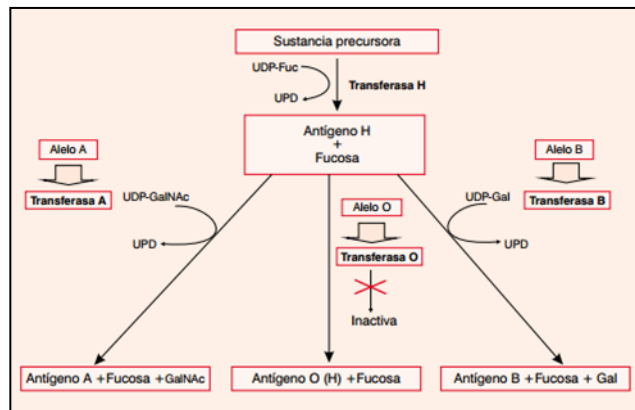 Sustancia precursora
UDP-Fuc
Transferasa H
UPD
Antígeno H
+
Fucosa
Alelo A
Transferasa A
UDP-GalNAc
UPD
Alelo O
Transferasa O
Inactiva
Alelo B
Transferasa B
UDP-Gal
UPD
Antígeno A +Fucosa +GalNAc
Antígeno O (H) +Fucosa
Antígeno B +Fucosa + Gal